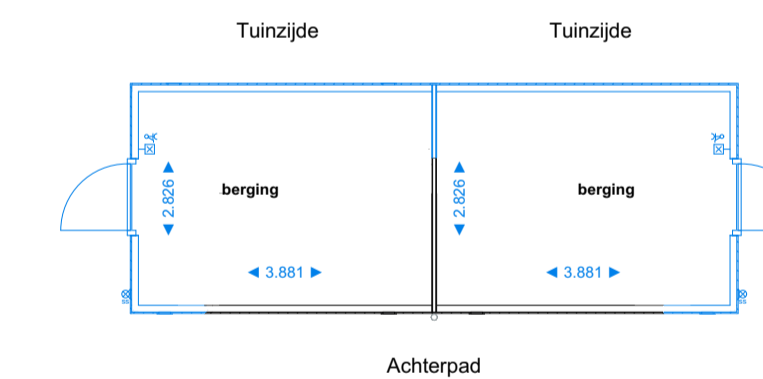 Tuinzijde Tuinzijde
berging berging
2.826 2.826
3.881 3.881
Achterpad